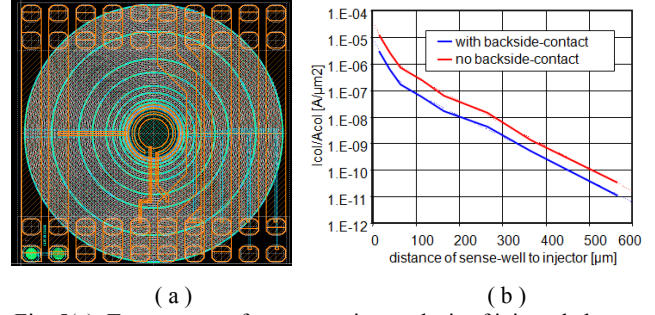 1.E-04
1.E-05
1.E-06
1.E-07
1.E-08
1.E-09
1.E-10
1.E-11
1.E-12
Icol/Acol [A/µm2]
with backside-contact
no backside-contact
0 100 200 300 400 500 600
distance of sense-well to injector [µm]
( a ) ( b )